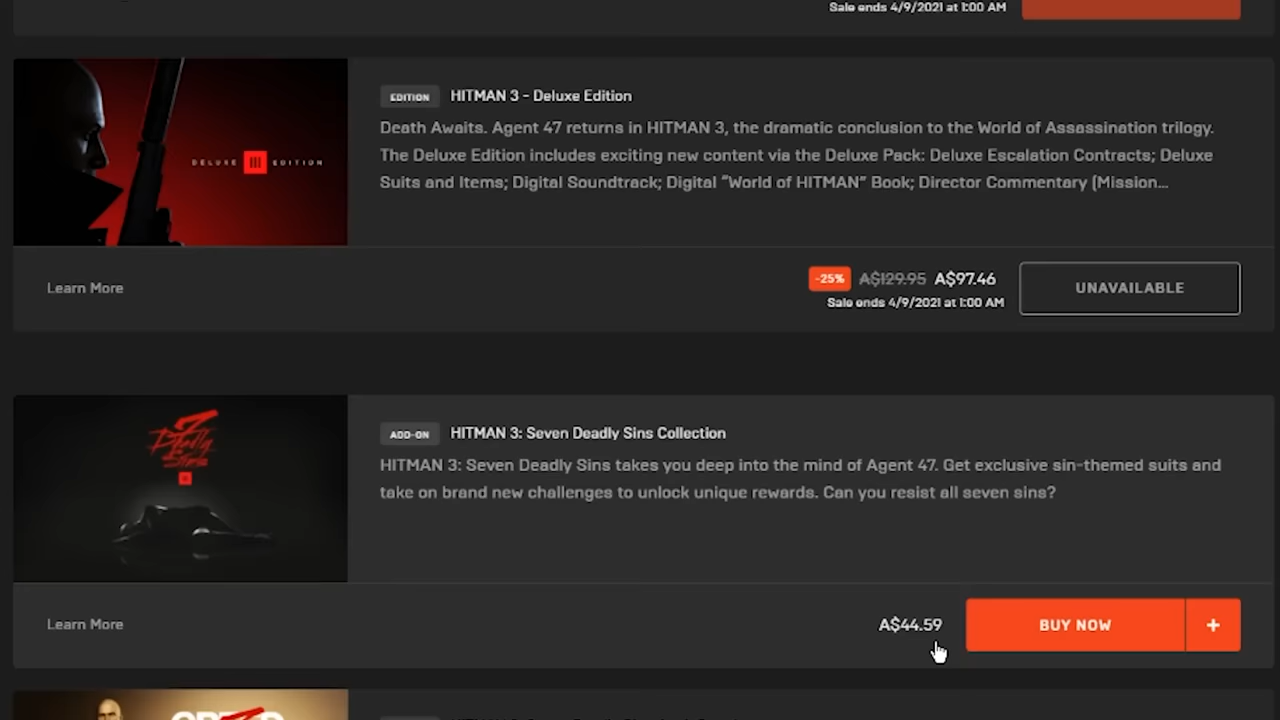 Sale ends 4/9/2021 at 1:00 AM
DELUXE III EDITION
EDITION HITMAN 3 - Deluxe Edition
Death Awaits. Agent 47 returns in HITMAN 3, the dramatic conclusion to the World of Assassination trilogy.
The Deluxe Edition includes exciting new content via the Deluxe Pack: Deluxe Escalation Contracts; Deluxe
Suits and Items; Digital Soundtrack; Digital “World of HITMAN” Book; Director Commentary (Mission...
Learn More
-25% A$129.95 A$97.46
Sale ends 4/9/2021 at 1:00 AM
UNAVAILABLE
7
Deadly
Sins
ADD-ON HITMAN 3: Seven Deadly Sins Collection
HITMAN 3: Seven Deadly Sins takes you deep into the mind of Agent 47. Get exclusive sin-themed suits and
take on brand new challenges to unlock unique rewards. Can you resist all seven sins?
Learn More
A$44.59
BUY NOW +